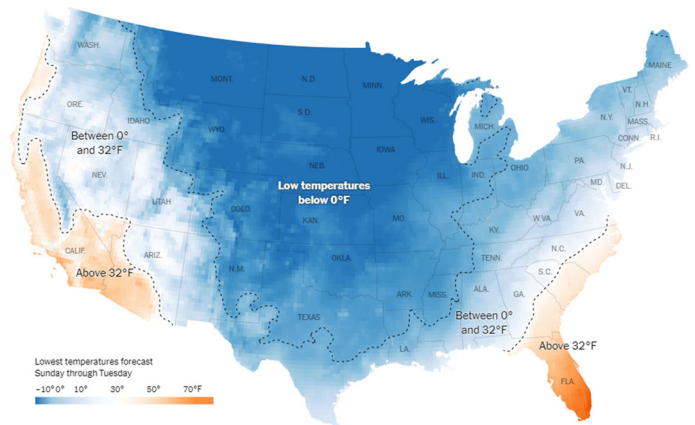 WASH.
MONT.
N.D.
MINN.
MAINE
ORE.
IDAHO
S.D.
WIS.
MICH.
VT.
N.H.
N.Y.
MASS.
CONN.
R.I.
Between 0°
and 32°F
WYO.
IOWA
NEB.
ILL.
IND.
OHIO
PA.
N.J.
MD.
DEL.
NEV.
UTAH
Low temperatures
below 0°F
COLO.
KAN.
MO.
KY.
W.VA.
VA.
CALIF.
ARIZ.
Above 32°F
N.M.
OKLA.
TENN.
N.C.
S.C.
ARK.
MISS.
ALA.
GA.
TEXAS
LA.
Between 0°
and 32°F
Above 32°F
FLA.
Lowest temperatures forecast
Sunday through Tuesday
–10° 0° 10° 30° 50° 70°F